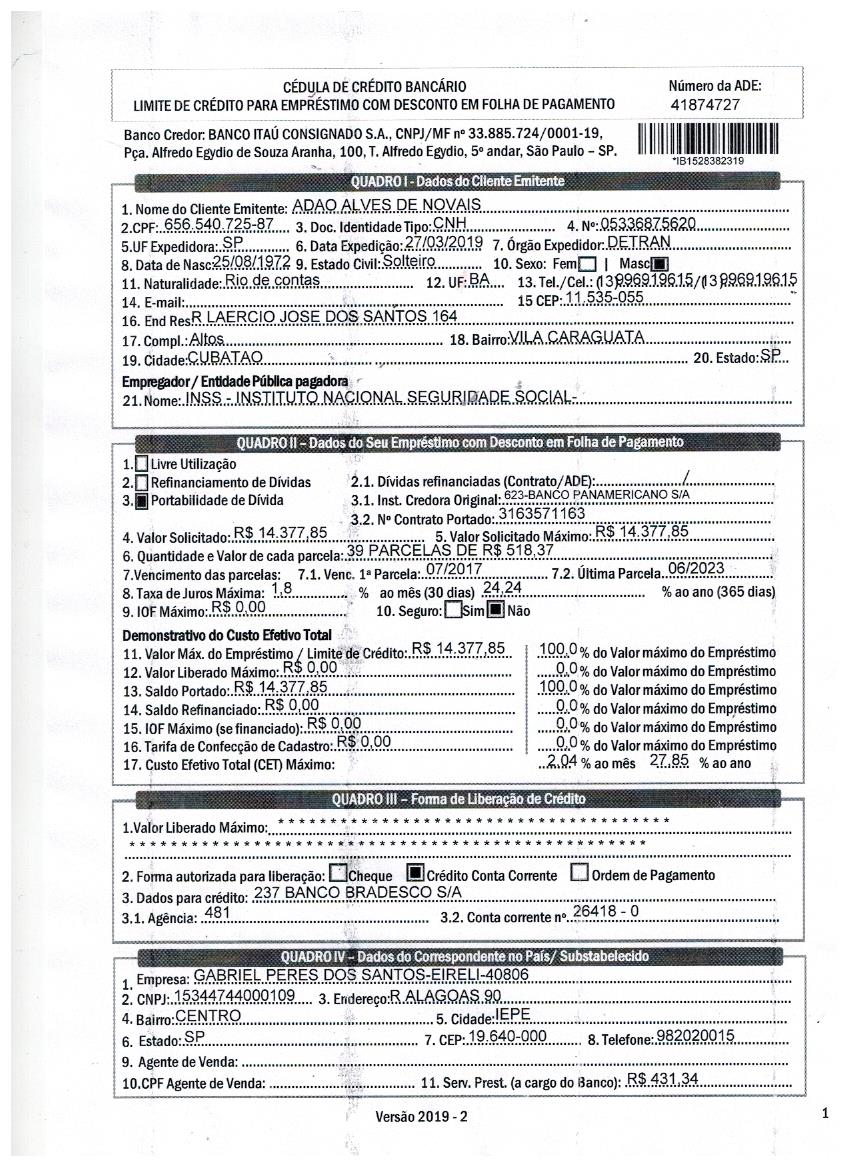 CÉDULA DE CRÉDITO BANCÁRIO
LIMITE DE CRÉDITO PARA EMPRÉSTIMO COM DESCONTO EM FOLHA DE PAGAMENTO
Número da ADE:
41874727
Banco Credor: BANCO ITAÚ CONSIGNADO S.A., CNPJ/MF nº 33.885.724/0001-19,
Pça. Alfredo Egydio de Souza Aranha, 100, T. Alfredo Egydio, 5º andar, São Paulo – SP.
*IB1528382319
QUADRO I - Dados do Cliente Emitente
1. Nome do Cliente Emitente: ADAO ALVES DE NOVAIS
2.CPF: 656.540.725-87 3. Doc. Identidade Tipo: CNH 4. Nº: 05336875620
5.UF Expedidora: SP 6. Data Expedição: 27/03/2019 7. Órgão Expedidor: DETRAN
8. Data de Nasc: 25/08/1972 9. Estado Civil: Solteiro 10. Sexo: Fem | Masc
11. Naturalidade: Rio de contas 12. UF: BA 13. Tel./Cel.: (13)996919615/(13)996919615
14. E-mail: 15 CEP: 11.535-055
16. End Res: R LAERCIO JOSE DOS SANTOS 164
17. Compl.: Altos 18. Bairro: VILA CARAGUATA
19. Cidade: CUBATAO 20. Estado: SP
Empregador / Entidade Pública pagadora
21. Nome: INSS - INSTITUTO NACIONAL SEGURIDADE SOCIAL-
QUADRO II – Dados do Seu Empréstimo com Desconto em Folha de Pagamento
1. Livre Utilização
2. Refinanciamento de Dívidas 2.1. Dívidas refinanciadas (Contrato/ADE): /
3. Portabilidade de Dívida 3.1. Inst. Credora Original: 623-BANCO PANAMERICANO S/A
3.2. Nº Contrato Portado: 3163571163
4. Valor Solicitado: R$ 14.377,85 5. Valor Solicitado Máximo: R$ 14.377,85
6. Quantidade e Valor de cada parcela: 39 PARCELAS DE R$ 518,37
7.Vencimento das parcelas: 7.1. Venc. 1ª Parcela: 07/2017 7.2. Última Parcela. 06/2023
8. Taxa de Juros Máxima: 1,8 % ao mês (30 dias) 24,24 % ao ano (365 dias)
9. IOF Máximo: R$ 0,00 10. Seguro: Sim Não
Demonstrativo do Custo Efetivo Total
11. Valor Máx. do Empréstimo / Limite de Crédito: R$ 14.377,85 100,0 % do Valor máximo do Empréstimo
12. Valor Liberado Máximo: R$ 0,00 0,0 % do Valor máximo do Empréstimo
13. Saldo Portado: R$ 14.377,85 100,0 % do Valor máximo do Empréstimo
14. Saldo Refinanciado: R$ 0,00 0,0 % do Valor máximo do Empréstimo
15. IOF Máximo (se financiado): R$ 0,00 0,0 % do Valor máximo do Empréstimo
16. Tarifa de Confecção de Cadastro: R$ 0,00 0,0 % do Valor máximo do Empréstimo
17. Custo Efetivo Total (CET) Máximo: 2,04 % ao mês 27,85 % ao ano
QUADRO III – Forma de Liberação de Crédito
1.Valor Liberado Máximo: * * * * * * * * * * * * * * * * * * * * * * * * * * * * * * * * * * * *
* * * * * * * * * * * * * * * * * * * * * * * * * * * * * * * * * * * * * * * * * * * * * * *
2. Forma autorizada para liberação: Cheque Crédito Conta Corrente Ordem de Pagamento
3. Dados para crédito: 237 BANCO BRADESCO S/A
3.1. Agência: 481 3.2. Conta corrente nº 26418 - 0
QUADRO IV – Dados do Correspondente no País/ Substabelecido
1. Empresa: GABRIEL PERES DOS SANTOS-EIRELI-40806
2. CNPJ: 15344744000109 3. Endereço: R ALAGOAS 90
4. Bairro: CENTRO 5. Cidade: IEPE
6. Estado: SP 7. CEP: 19.640-000 8. Telefone: 982020015
9. Agente de Venda:
10.CPF Agente de Venda: 11. Serv. Prest. (a cargo do Banco): R$ 431,34
Versão 2019 - 2
1